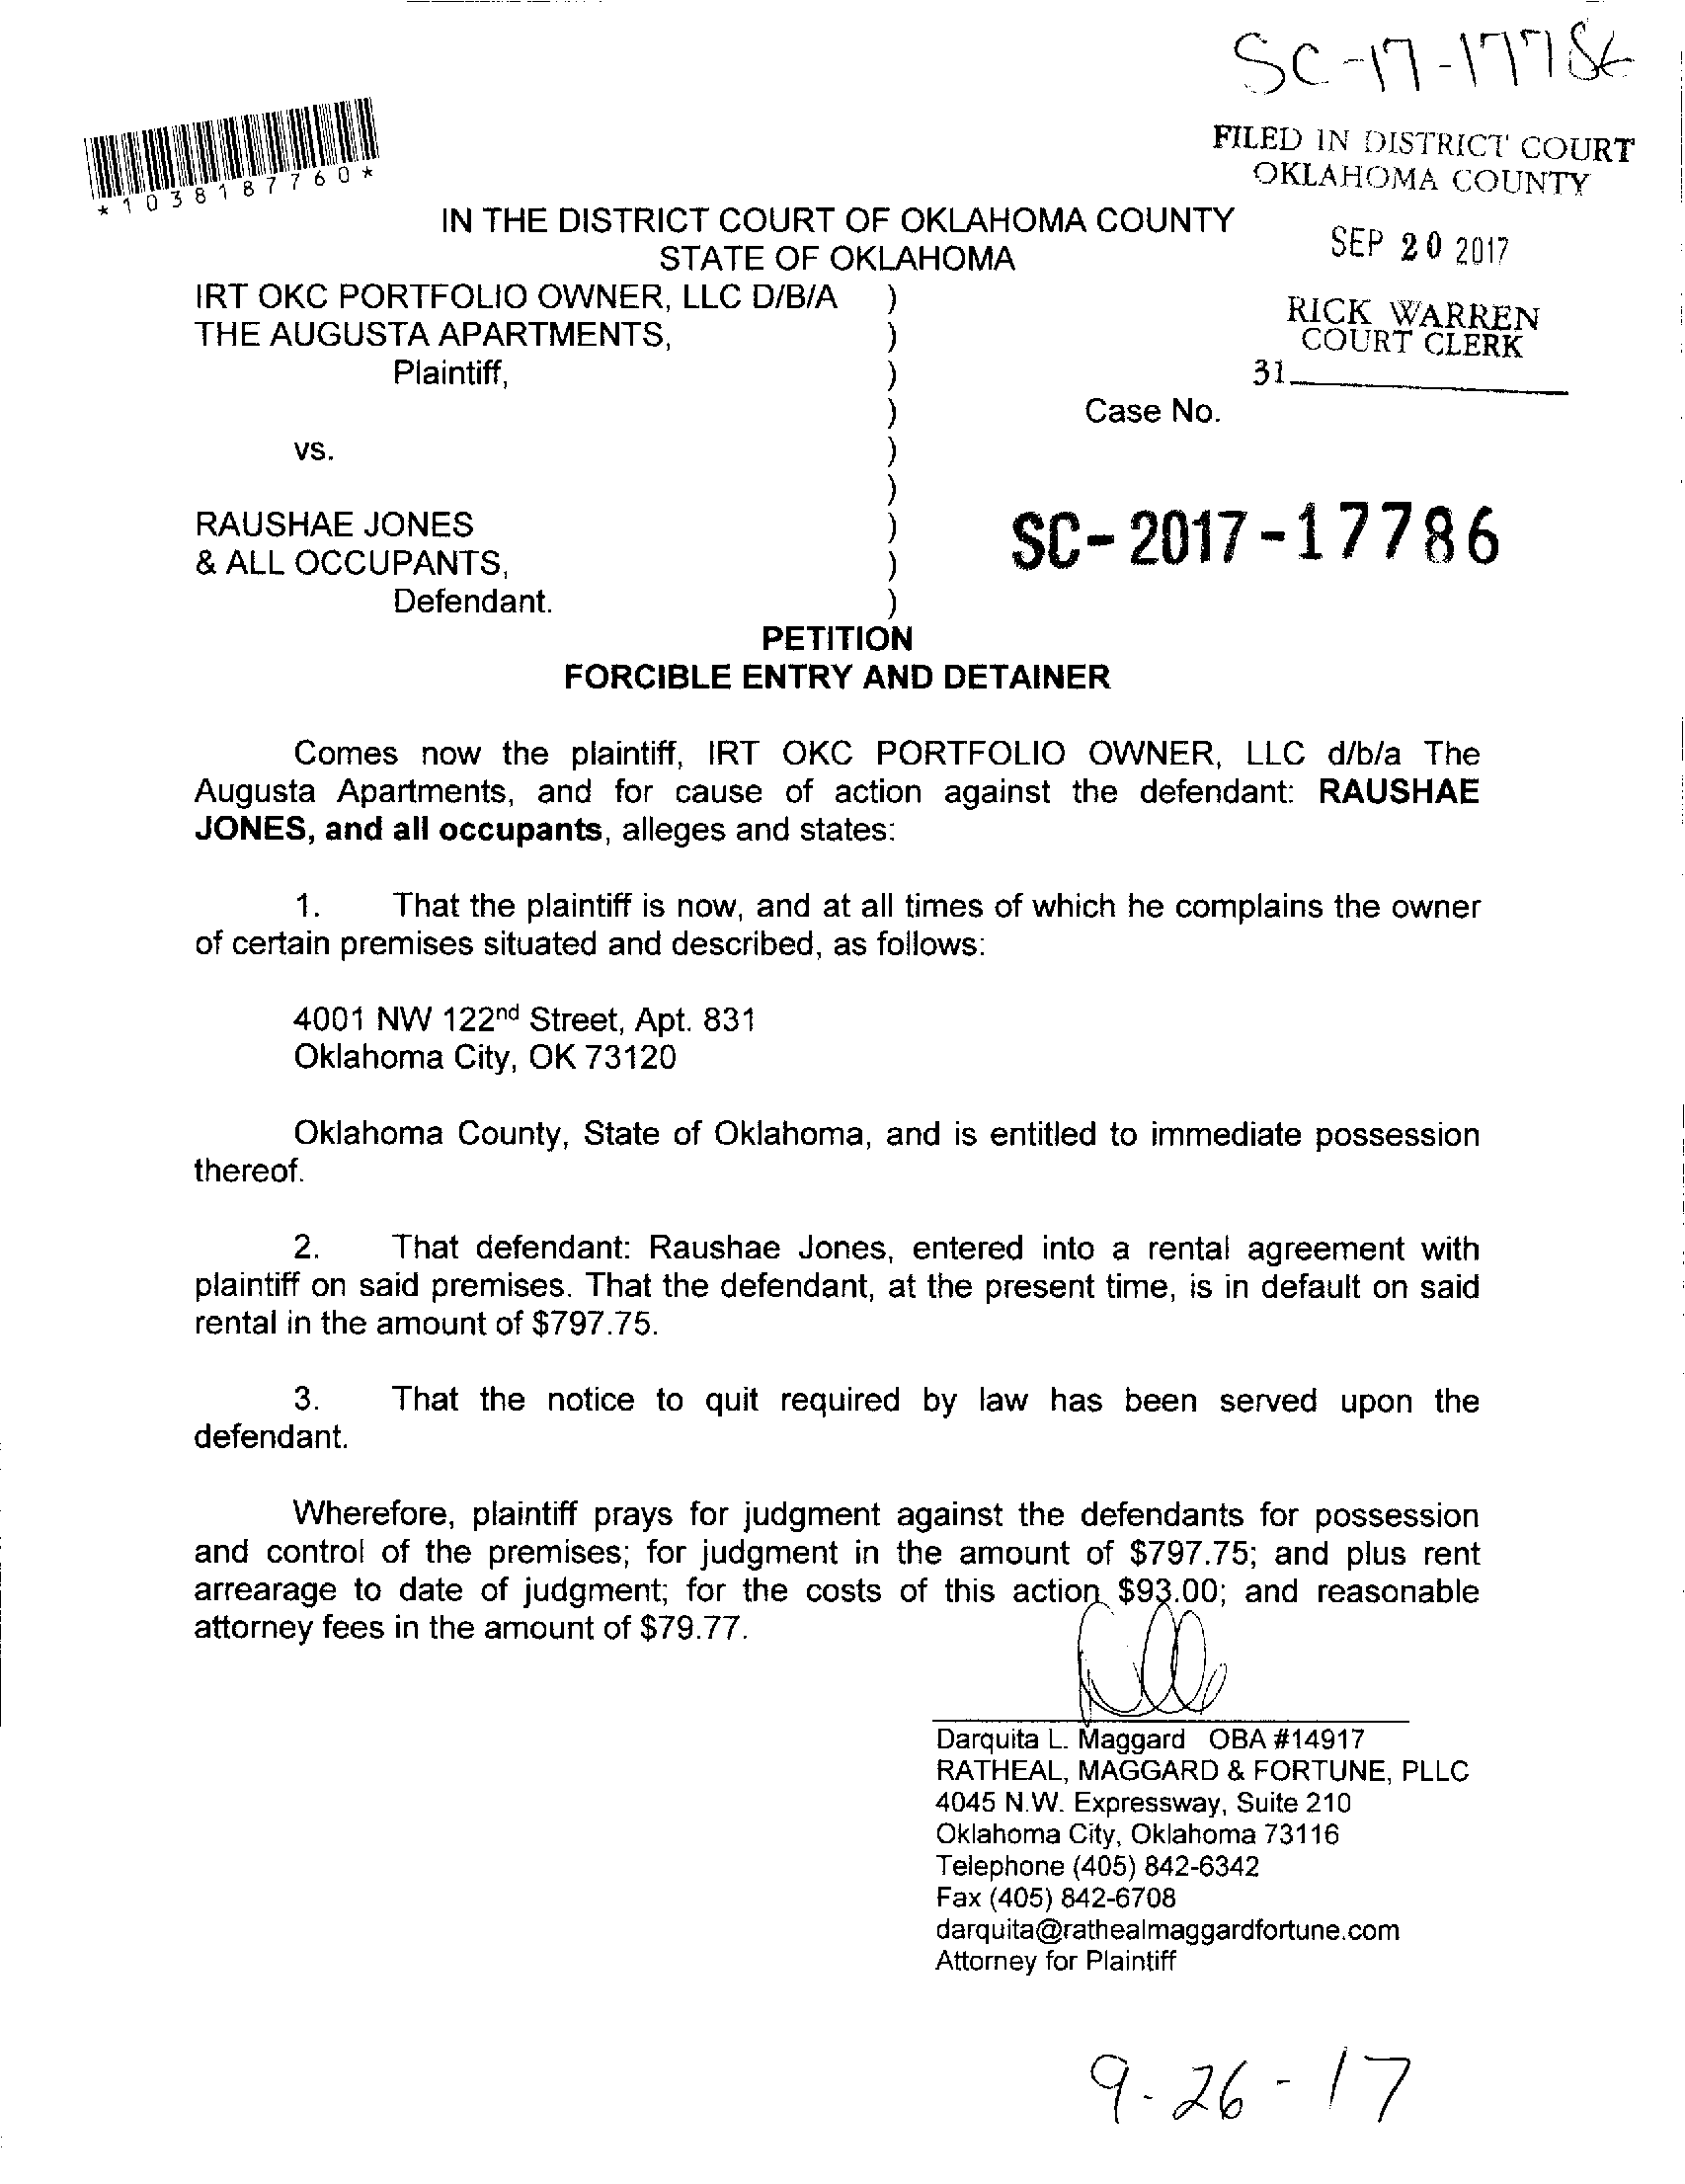 SC-17-17786
*1038187760*
FILED IN DISTRICT COURT
OKLAHOMA COUNTY
IN THE DISTRICT COURT OF OKLAHOMA COUNTY
STATE OF OKLAHOMA
SEP 20 2017
RICK WARREN
COURT CLERK
31
IRT OKC PORTFOLIO OWNER, LLC D/B/A )
THE AUGUSTA APARTMENTS, )
Plaintiff, )
) Case No.
vs. )
)
RAUSHAE JONES ) SC-2017-17786
& ALL OCCUPANTS, )
Defendant. )
PETITION
FORCIBLE ENTRY AND DETAINER
Comes now the plaintiff, IRT OKC PORTFOLIO OWNER, LLC d/b/a The
Augusta Apartments, and for cause of action against the defendant: RAUSHAE
JONES, and all occupants, alleges and states:
1. That the plaintiff is now, and at all times of which he complains the owner
of certain premises situated and described, as follows:
4001 NW 122nd Street, Apt. 831
Oklahoma City, OK 73120
Oklahoma County, State of Oklahoma, and is entitled to immediate possession
thereof.
2. That defendant: Raushae Jones, entered into a rental agreement with
plaintiff on said premises. That the defendant, at the present time, is in default on said
rental in the amount of $797.75.
3. That the notice to quit required by law has been served upon the
defendant.
Wherefore, plaintiff prays for judgment against the defendants for possession
and control of the premises; for judgment in the amount of $797.75; and plus rent
arrearage to date of judgment; for the costs of this action $93.00; and reasonable
attorney fees in the amount of $79.77.
Darquita L. Maggard OBA #14917
RATHEAL, MAGGARD & FORTUNE, PLLC
4045 N.W. Expressway, Suite 210
Oklahoma City, Oklahoma 73116
Telephone (405) 842-6342
Fax (405) 842-6708
darquita@rathealmaggardfortune.com
Attorney for Plaintiff
9-26-17